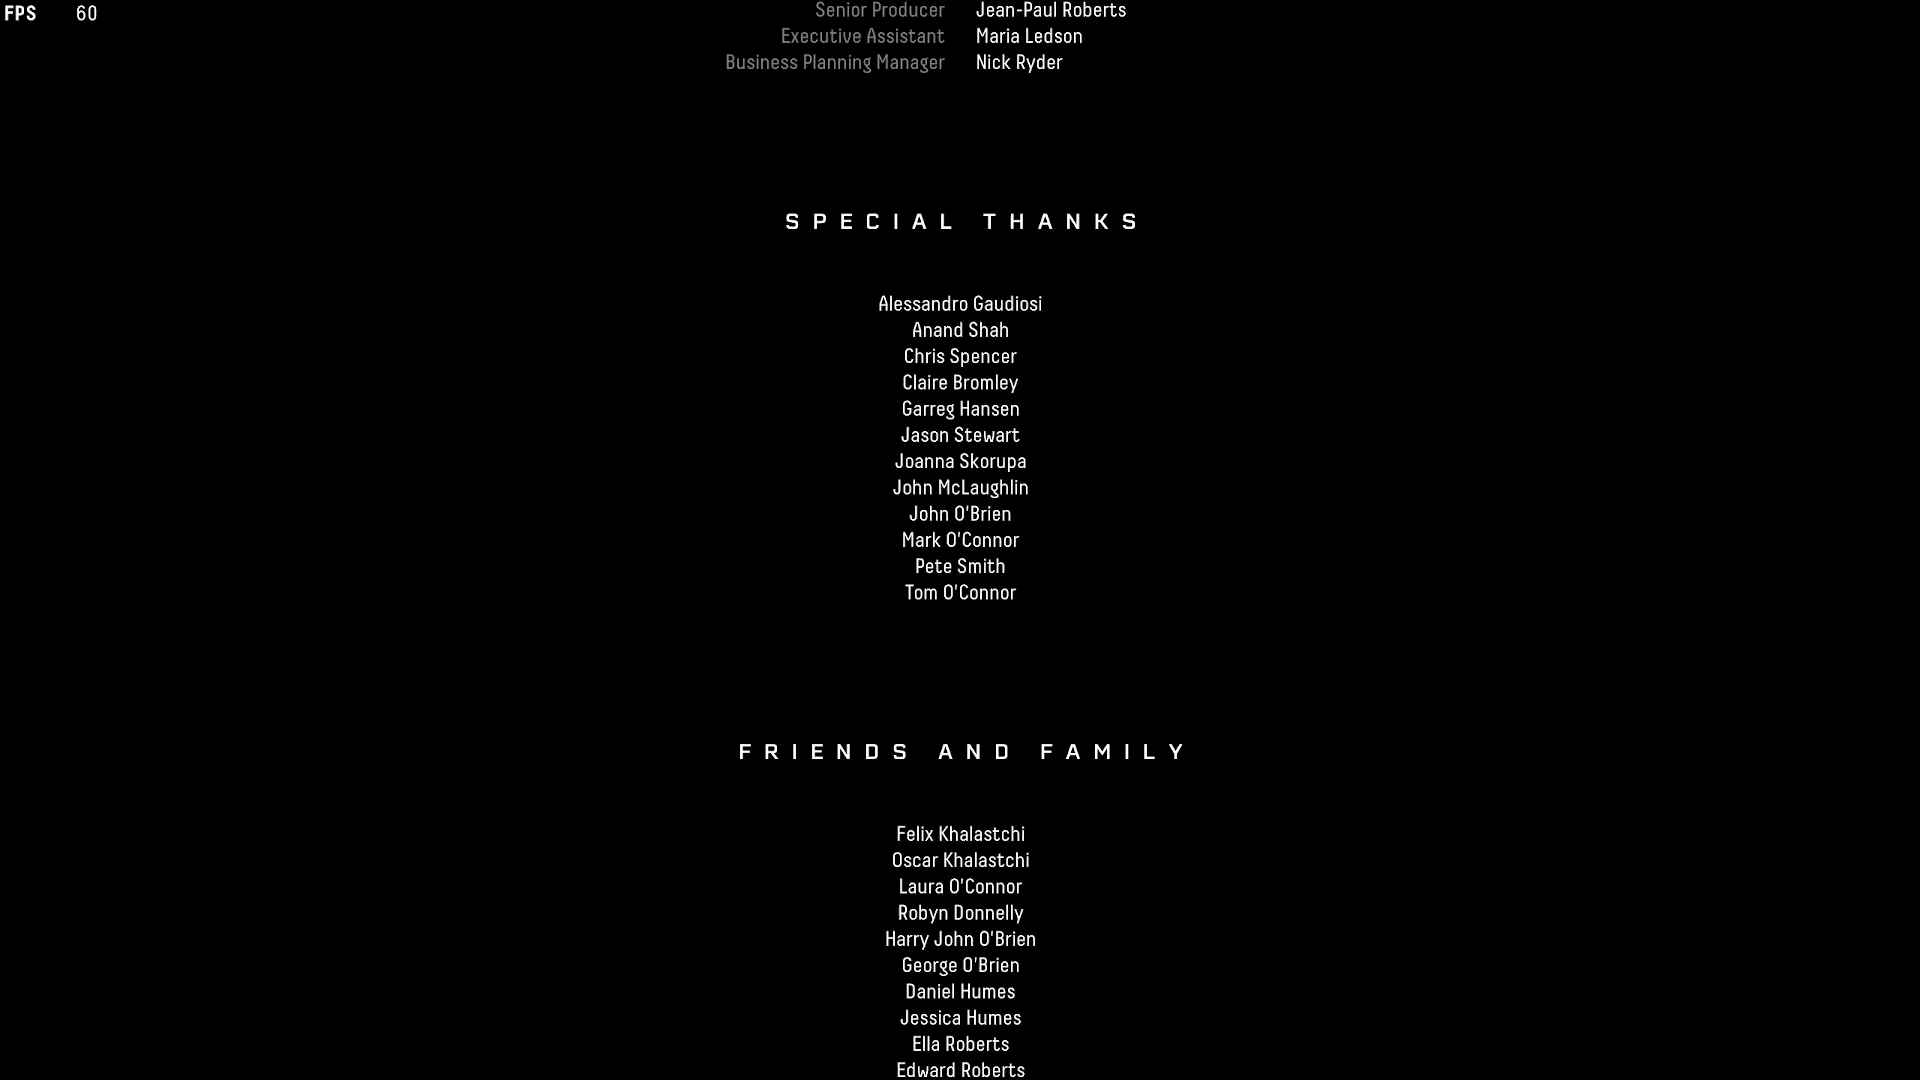 FPS 60
Senior Producer Jean-Paul Roberts
Executive Assistant Maria Ledson
Business Planning Manager Nick Ryder
SPECIAL THANKS
Alessandro Gaudiosi
Anand Shah
Chris Spencer
Claire Bromley
Garreg Hansen
Jason Stewart
Joanna Skorupa
John McLaughlin
John O'Brien
Mark O'Connor
Pete Smith
Tom O'Connor
FRIENDS AND FAMILY
Felix Khalastchi
Oscar Khalastchi
Laura O'Connor
Robyn Donnelly
Harry John O'Brien
George O'Brien
Daniel Humes
Jessica Humes
Ella Roberts
Edward Roberts